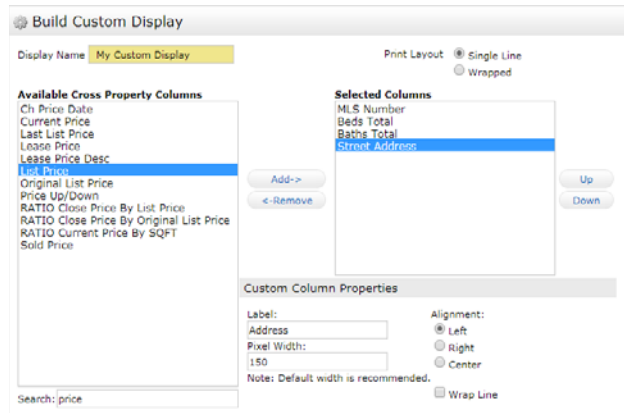 Build Custom Display
Display Name My Custom Display
Print Layout Single Line
Wrapped
Available Cross Property Columns
Ch Price Date
Current Price
Last List Price
Lease Price
Lease Price Desc
List Price
Original List Price
Price Up/Down
RATIO Close Price By List Price
RATIO Close Price By Original List Price
RATIO Current Price By SQFT
Sold Price
Search: price
Add->
<-Remove
Selected Columns
MLS Number
Beds Total
Baths Total
Street Address
Up
Down
Custom Column Properties
Label:
Address
Pixel Width:
150
Note: Default width is recommended.
Alignment:
Left
Right
Center
Wrap Line